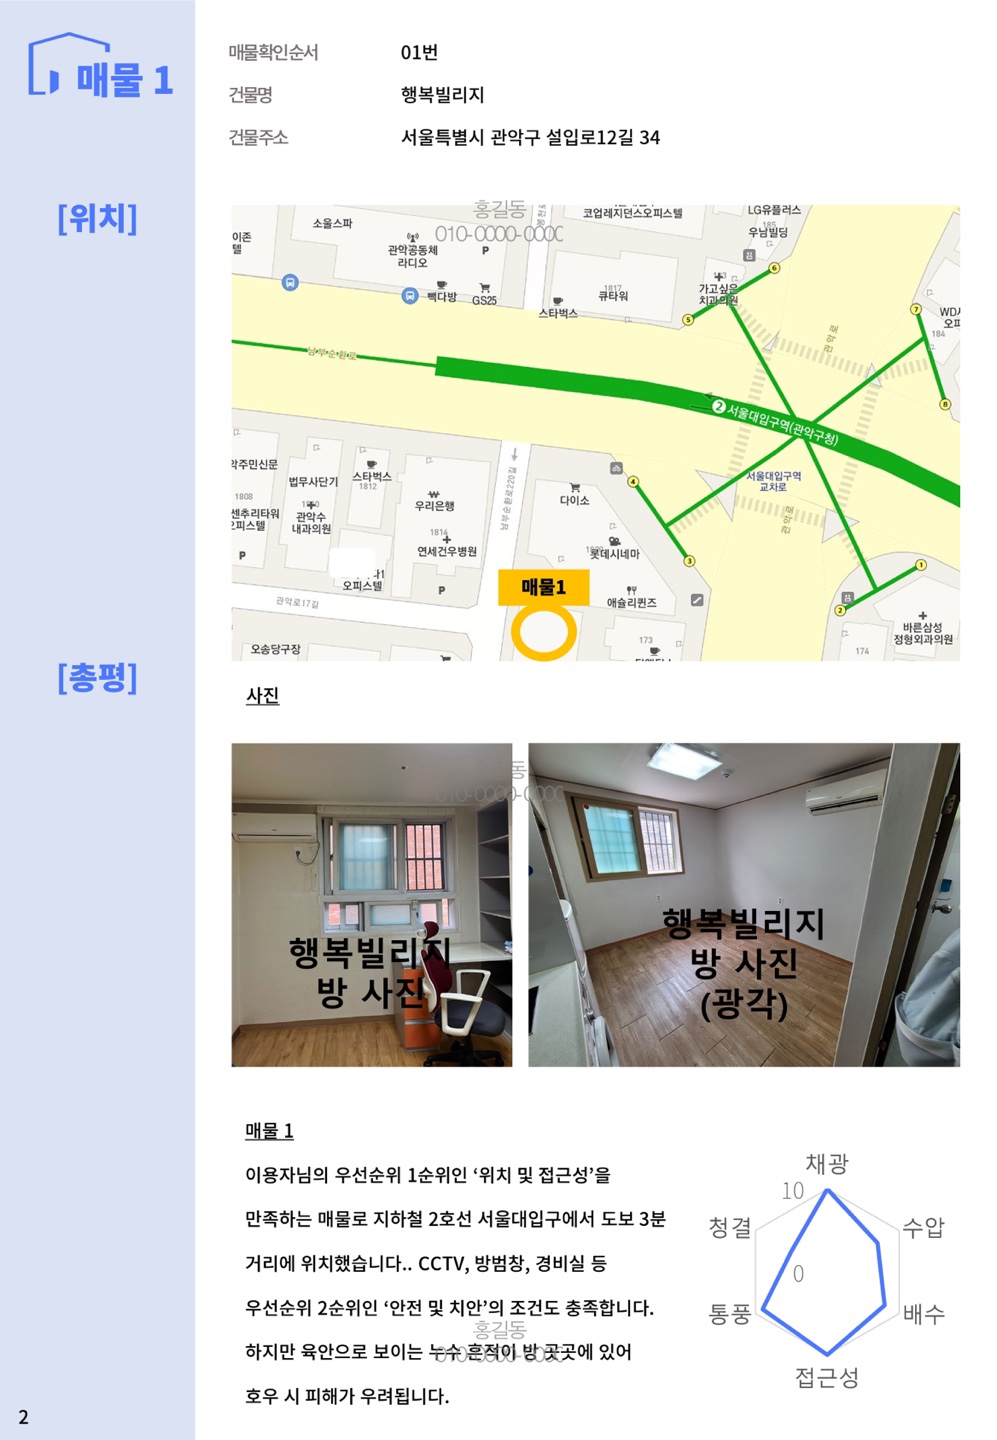 매물 1
매물확인순서 01번
건물명 행복빌리지
건물주소 서울특별시 관악구 설입로12길 34
[위치]
홍길동
010-0000-0000
소울스파
코업레지던스오피스텔
LG유플러스
185
우남빌딩
이존
텔
관악공동체
라디오
P
빽다방
GS25
스타벅스
1817
큐타워
가고싶은
치과의원
6
5
7
WD
오피
184
8
관악로
남부순환로
2 서울대입구역(관악구청)
서울대입구역
교차로
관악로
악주민신문
1808
센추리타워
오피스텔
P
법무사단기
관악수
내과의원
스타벅스
1812
우리은행
1814
연세건우병원
P
남부순환로220길
다이소
4
롯데시네마
3
1
2
오피스텔
관악로17길
매물1
애슐리퀸즈
바른삼성
정형외과의원
173
174
오송당구장
[총평]
사진
동
010-0000-0000
행복빌리지
방 사진
행복빌리지
방 사진
(광각)
매물 1
이용자님의 우선순위 1순위인 ‘위치 및 접근성’을
만족하는 매물로 지하철 2호선 서울대입구에서 도보 3분
거리에 위치했습니다.. CCTV, 방범창, 경비실 등
우선순위 2순위인 ‘안전 및 치안’의 조건도 충족합니다.
홍길동
010-0000-0000
하지만 육안으로 보이는 누수 흔적이 방 곳곳에 있어
호우 시 피해가 우려됩니다.
채광
10
청결
수압
0
통풍
배수
접근성
2